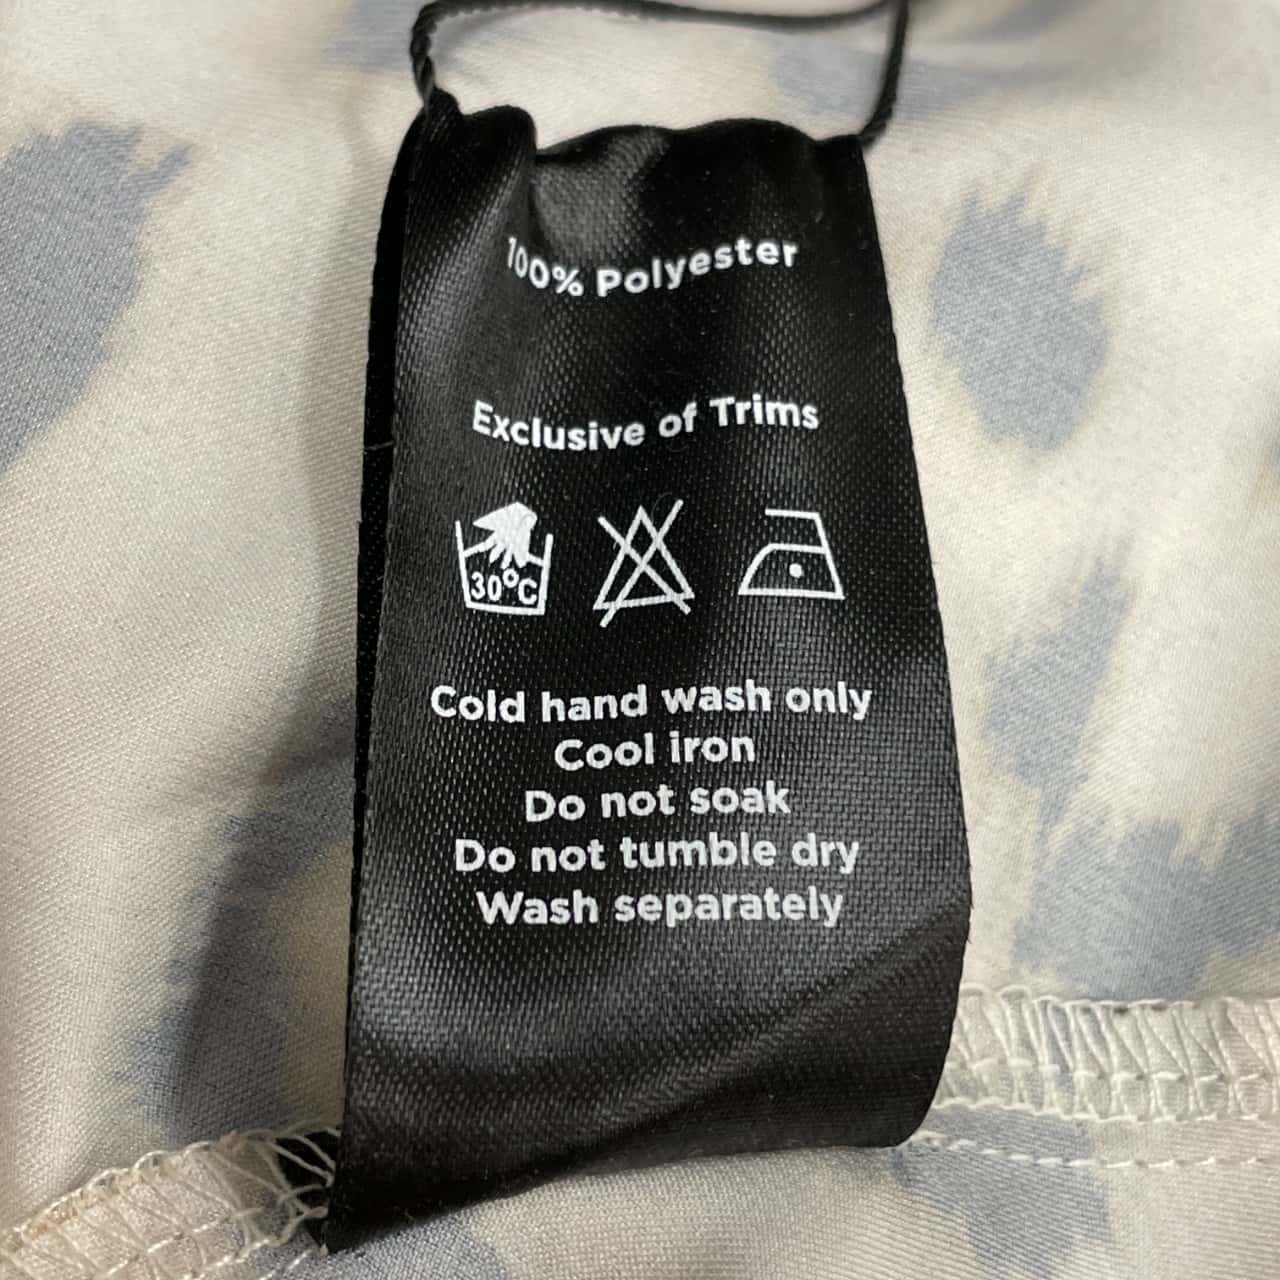 100% Polyester
Exclusive of Trims
30°C
Cold hand wash only
Cool iron
Do not soak
Do not tumble dry
Wash separately